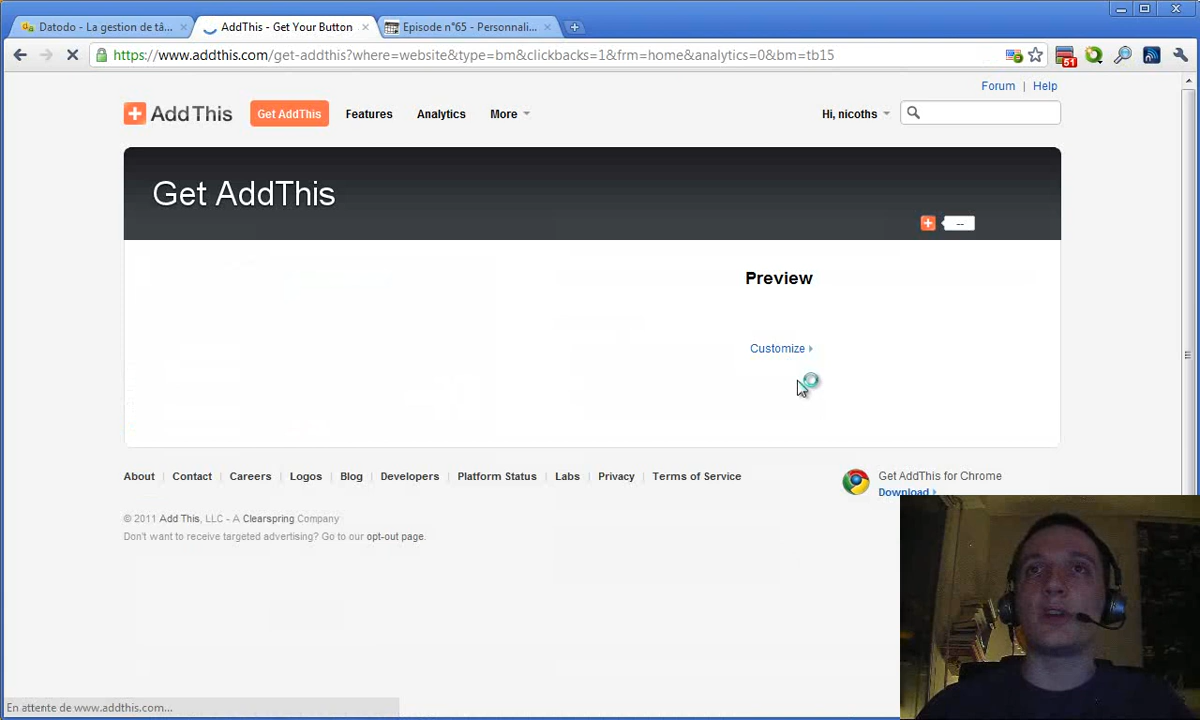 Datodo - La gestion de tâ...
AddThis - Get Your Button
Episode n°65 - Personnali...
https://www.addthis.com/get-addthis?where=website&type=bm&clickbacks=1&frm=home&analytics=0&bm=tb15
51
Forum | Help
AddThis
Get AddThis
Features
Analytics
More
Hi, nicoths
Get AddThis
--
Preview
Customize
About | Contact | Careers | Logos | Blog | Developers | Platform Status | Labs | Privacy | Terms of Service
Get AddThis for Chrome
Download
© 2011 Add This, LLC - A Clearspring Company
Don't want to receive targeted advertising? Go to our opt-out page.
En attente de www.addthis.com...